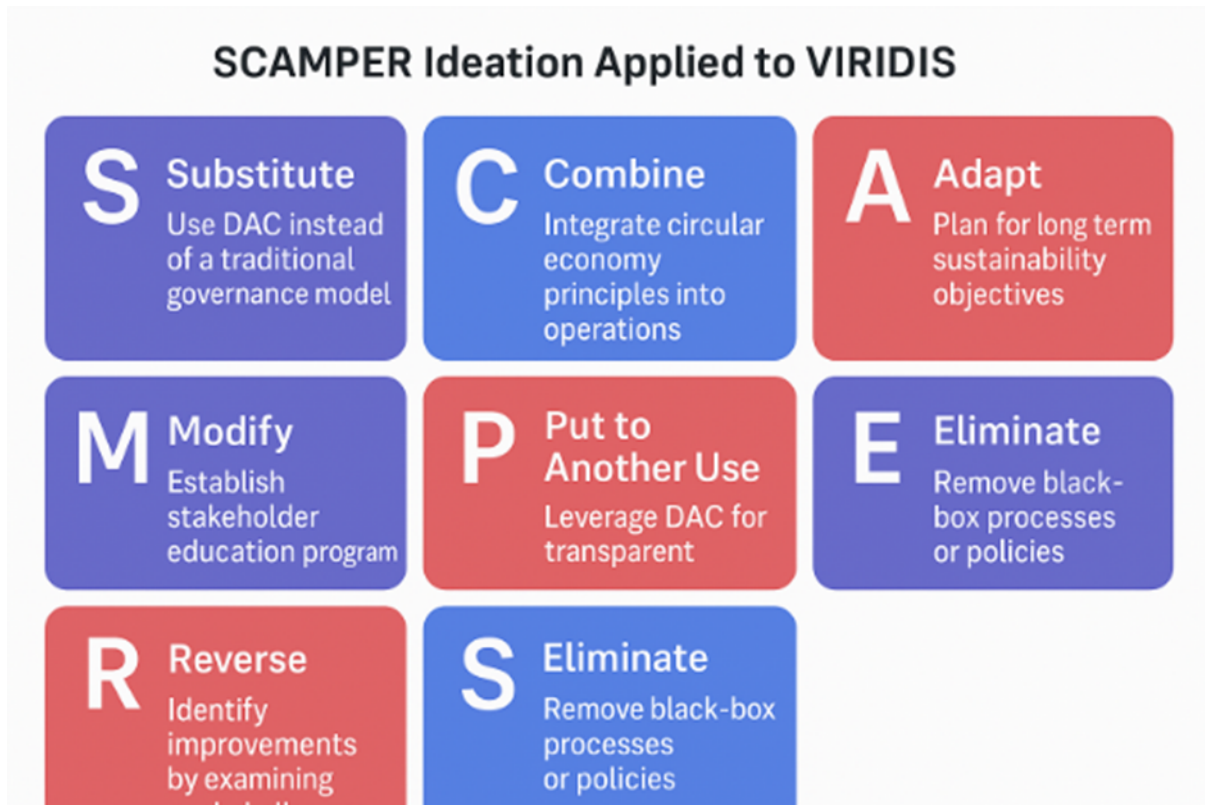 SCAMPER Ideation Applied to VIRIDIS
S
Substitute
Use DAC instead
of a traditional
governance model
C
Combine
Integrate circular
economy
principles into
operations
A
Adapt
Plan for long term
sustainability
objectives
M
Modify
Establish
stakeholder
education program
P
Put to
Another Use
Leverage DAC for
transparent
E
Eliminate
Remove black-
box processes
or policies
R
Reverse
Identify
improvements
by examining
S
Eliminate
Remove black-box
processes
or policies